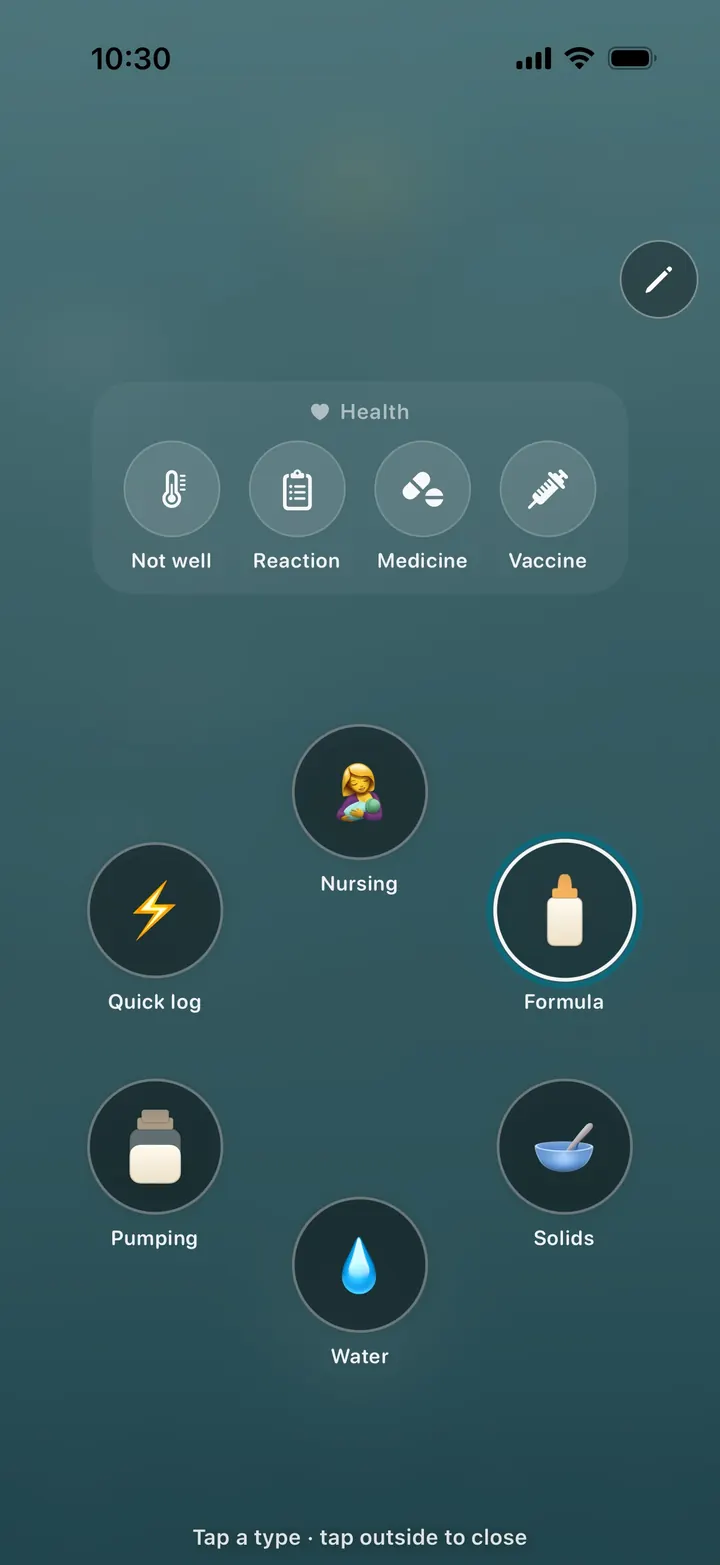 10:30
Health
Not well Reaction Medicine Vaccine
Nursing
Quick log
Formula
Pumping
Solids
Water
Tap a type · tap outside to close